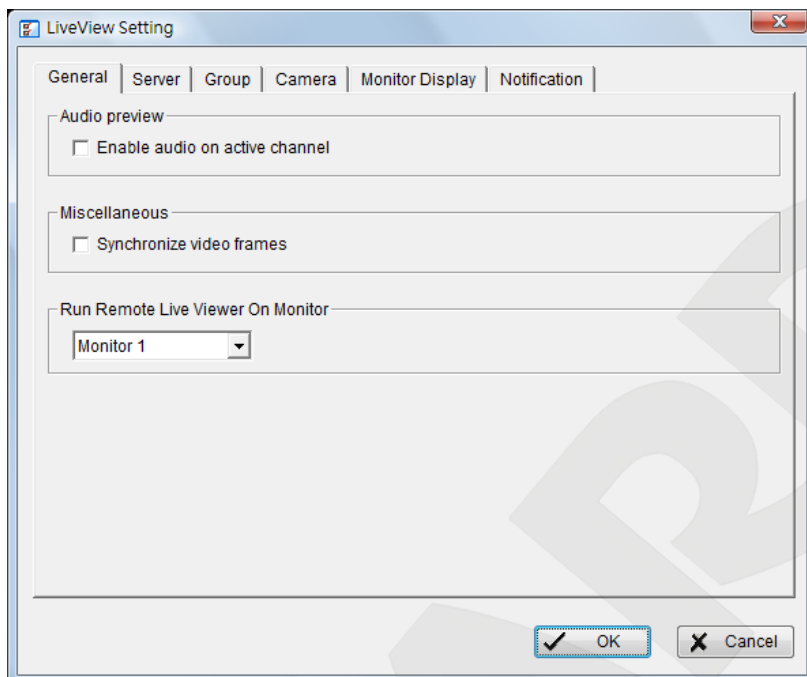 LiveView Setting
General Server Group Camera Monitor Display Notification
Audio preview
Enable audio on active channel
Miscellaneous
Synchronize video frames
Run Remote Live Viewer On Monitor
Monitor 1
OK Cancel